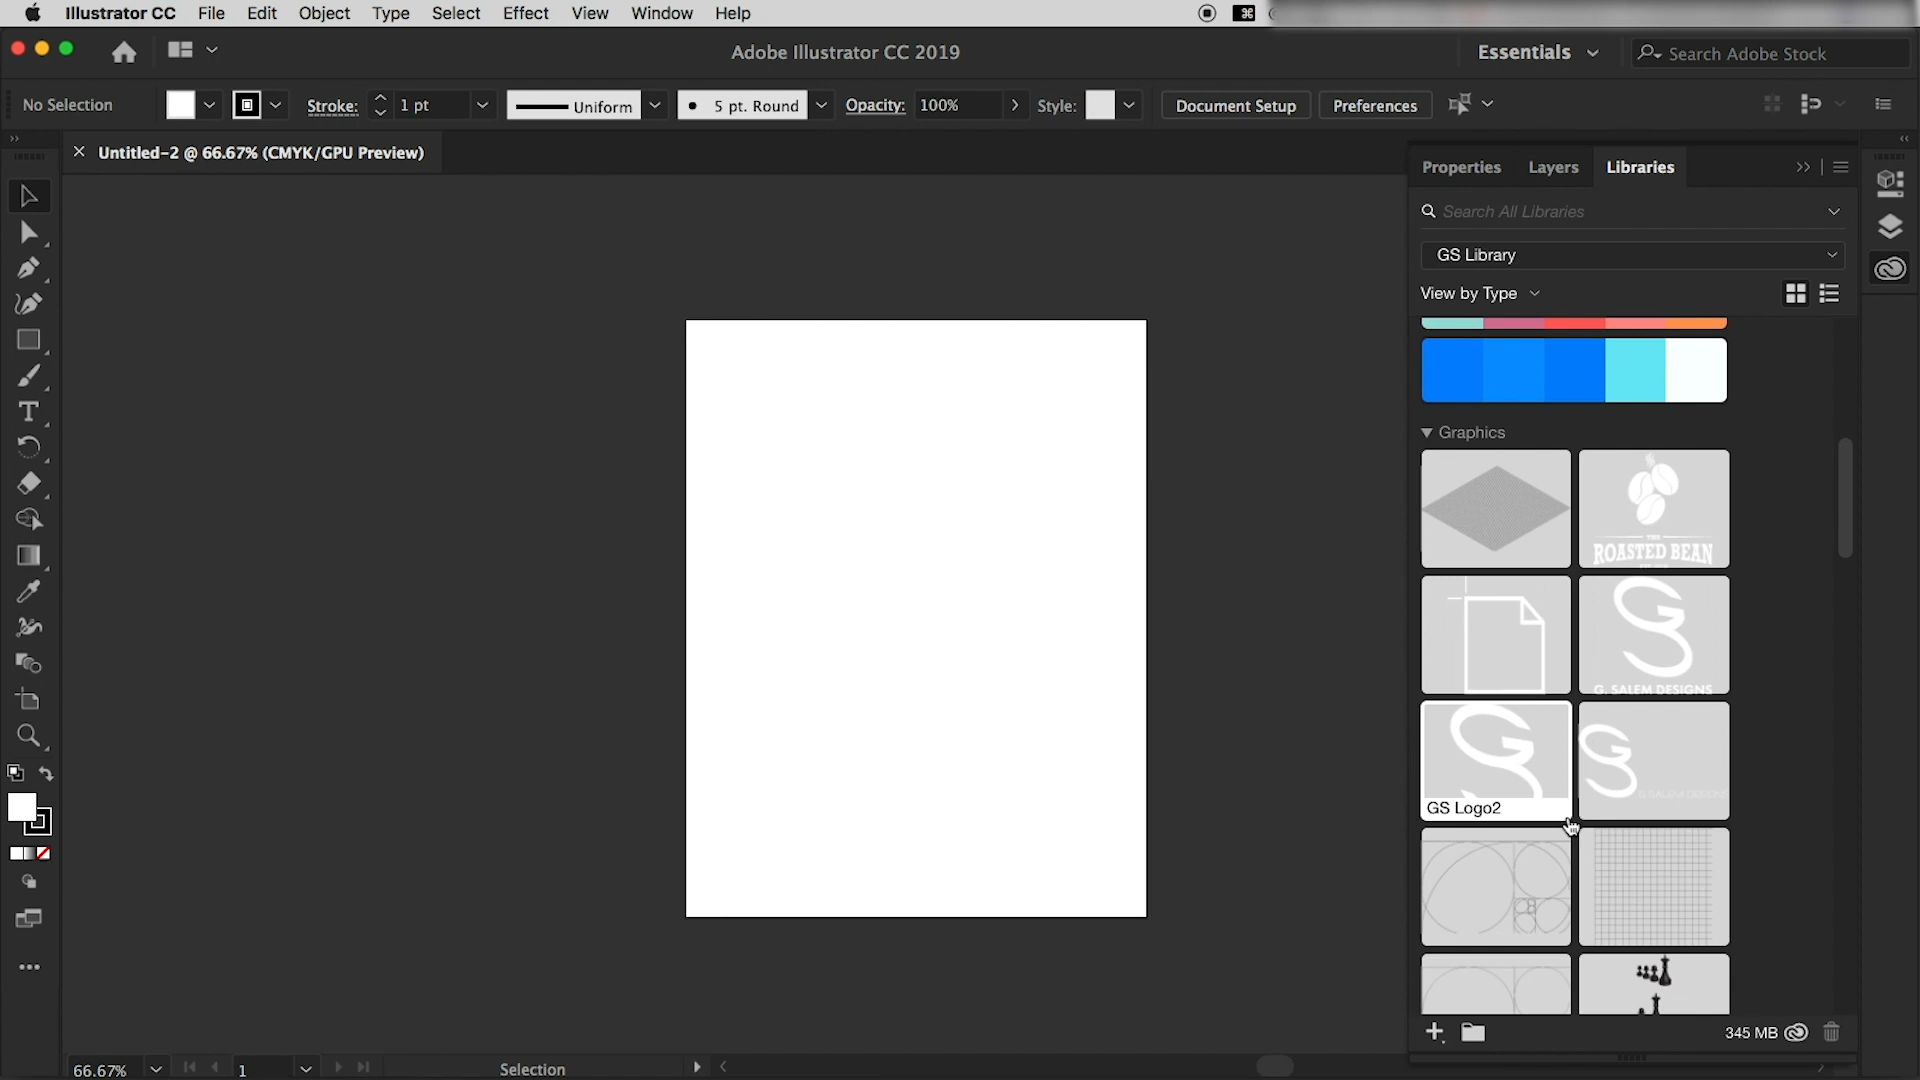 Illustrator CC File Edit Object Type Select Effect View Window Help
Adobe Illustrator CC 2019
Essentials
Search Adobe Stock
No Selection
Stroke: 1 pt
Uniform
5 pt. Round
Opacity: 100%
Style:
Document Setup
Preferences
× Untitled-2 @ 66.67% (CMYK/GPU Preview)
Properties Layers Libraries
Search All Libraries
GS Library
View by Type
Graphics
THE
ROASTED BEAN
G. SALEM DESIGNS
GS Logo2
G SALEM DESIGNS
345 MB
66.67%
1
Selection